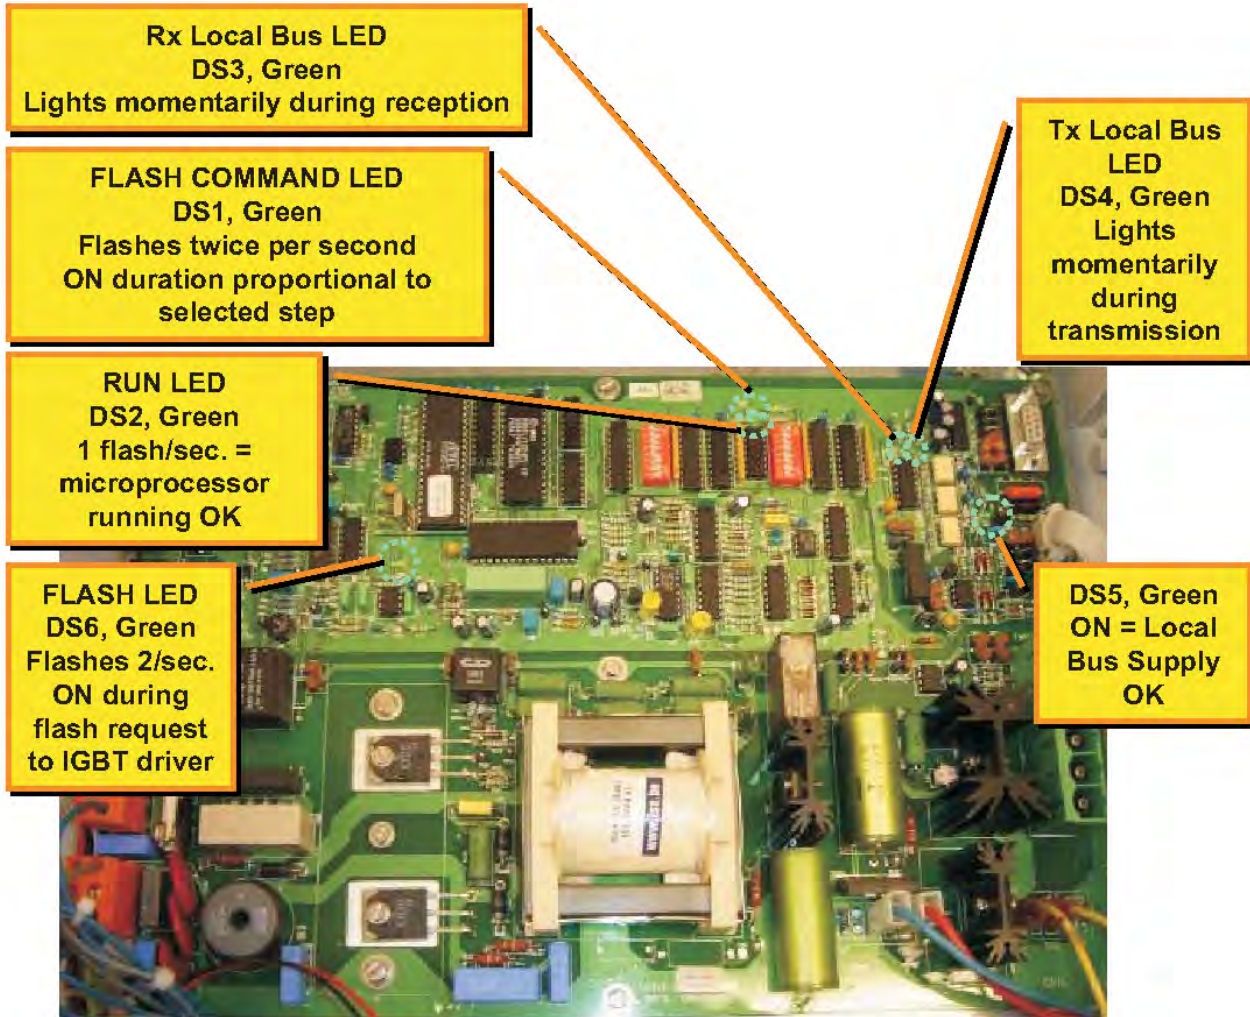 Rx Local Bus LED
DS3, Green
Lights momentarily during reception
FLASH COMMAND LED
DS1, Green
Flashes twice per second
ON duration proportional to
selected step
RUN LED
DS2, Green
1 flash/sec. =
microprocessor
running OK
FLASH LED
DS6, Green
Flashes 2/sec.
ON during
flash request
to IGBT driver
Tx Local Bus
LED
DS4, Green
Lights
momentarily
during
transmission
DS5, Green
ON = Local
Bus Supply
OK